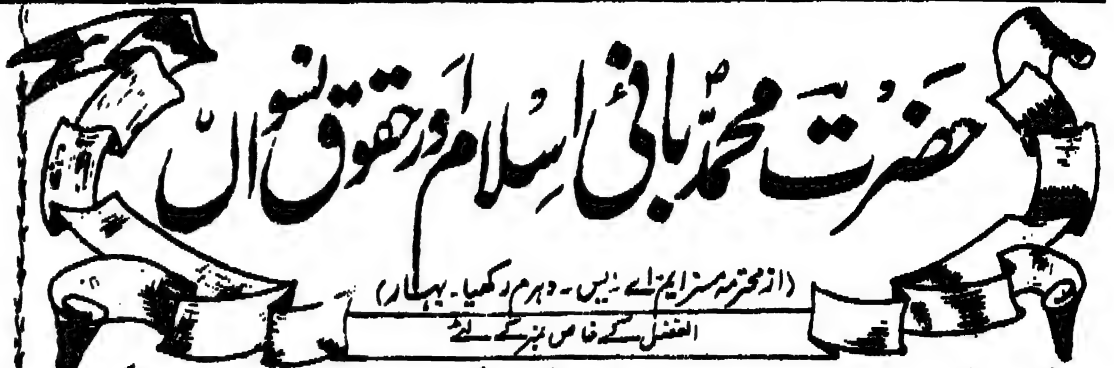 حضرت محمدؐ بانیٔ اسلام اور حقوق نسواں
(از محترمہ مسز ایم اے زبیس۔ دہرم رکھیا۔ بہار)
الفضل کے خاص نمبر کے لئے